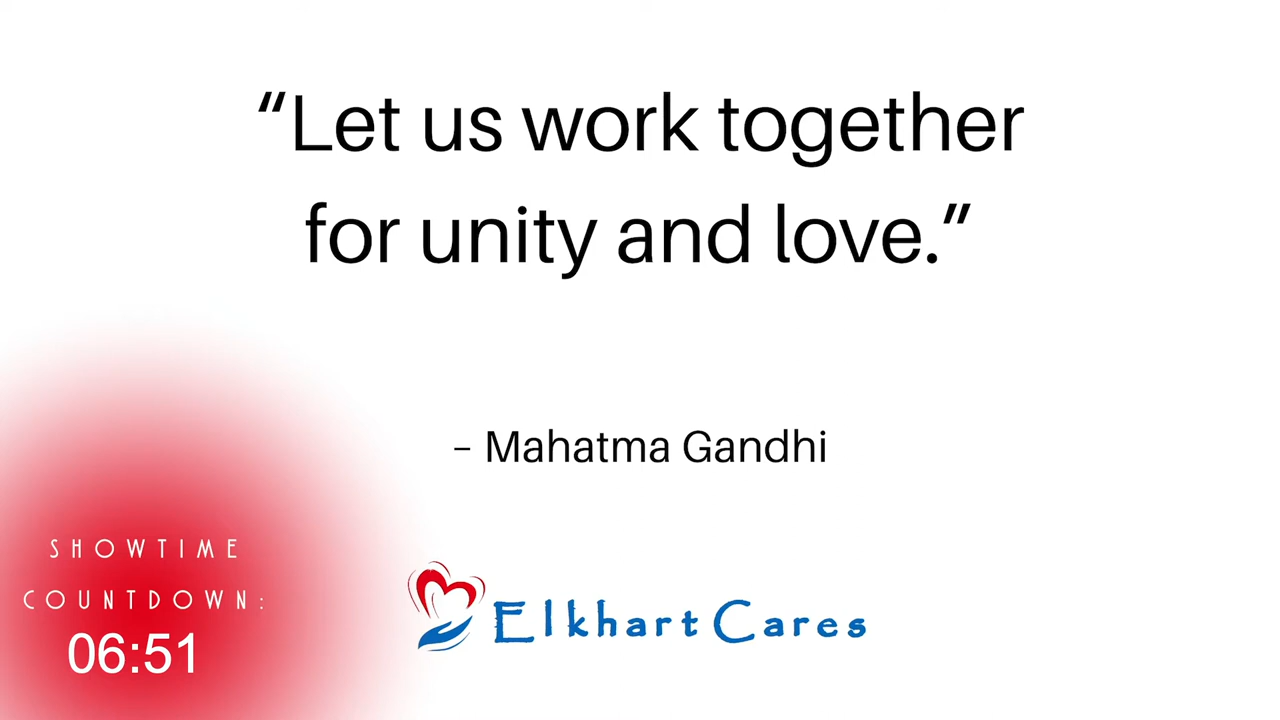 “Let us work together
for unity and love.”
– Mahatma Gandhi
SHOWTIME
COUNTDOWN:
06:51
Elkhart Cares